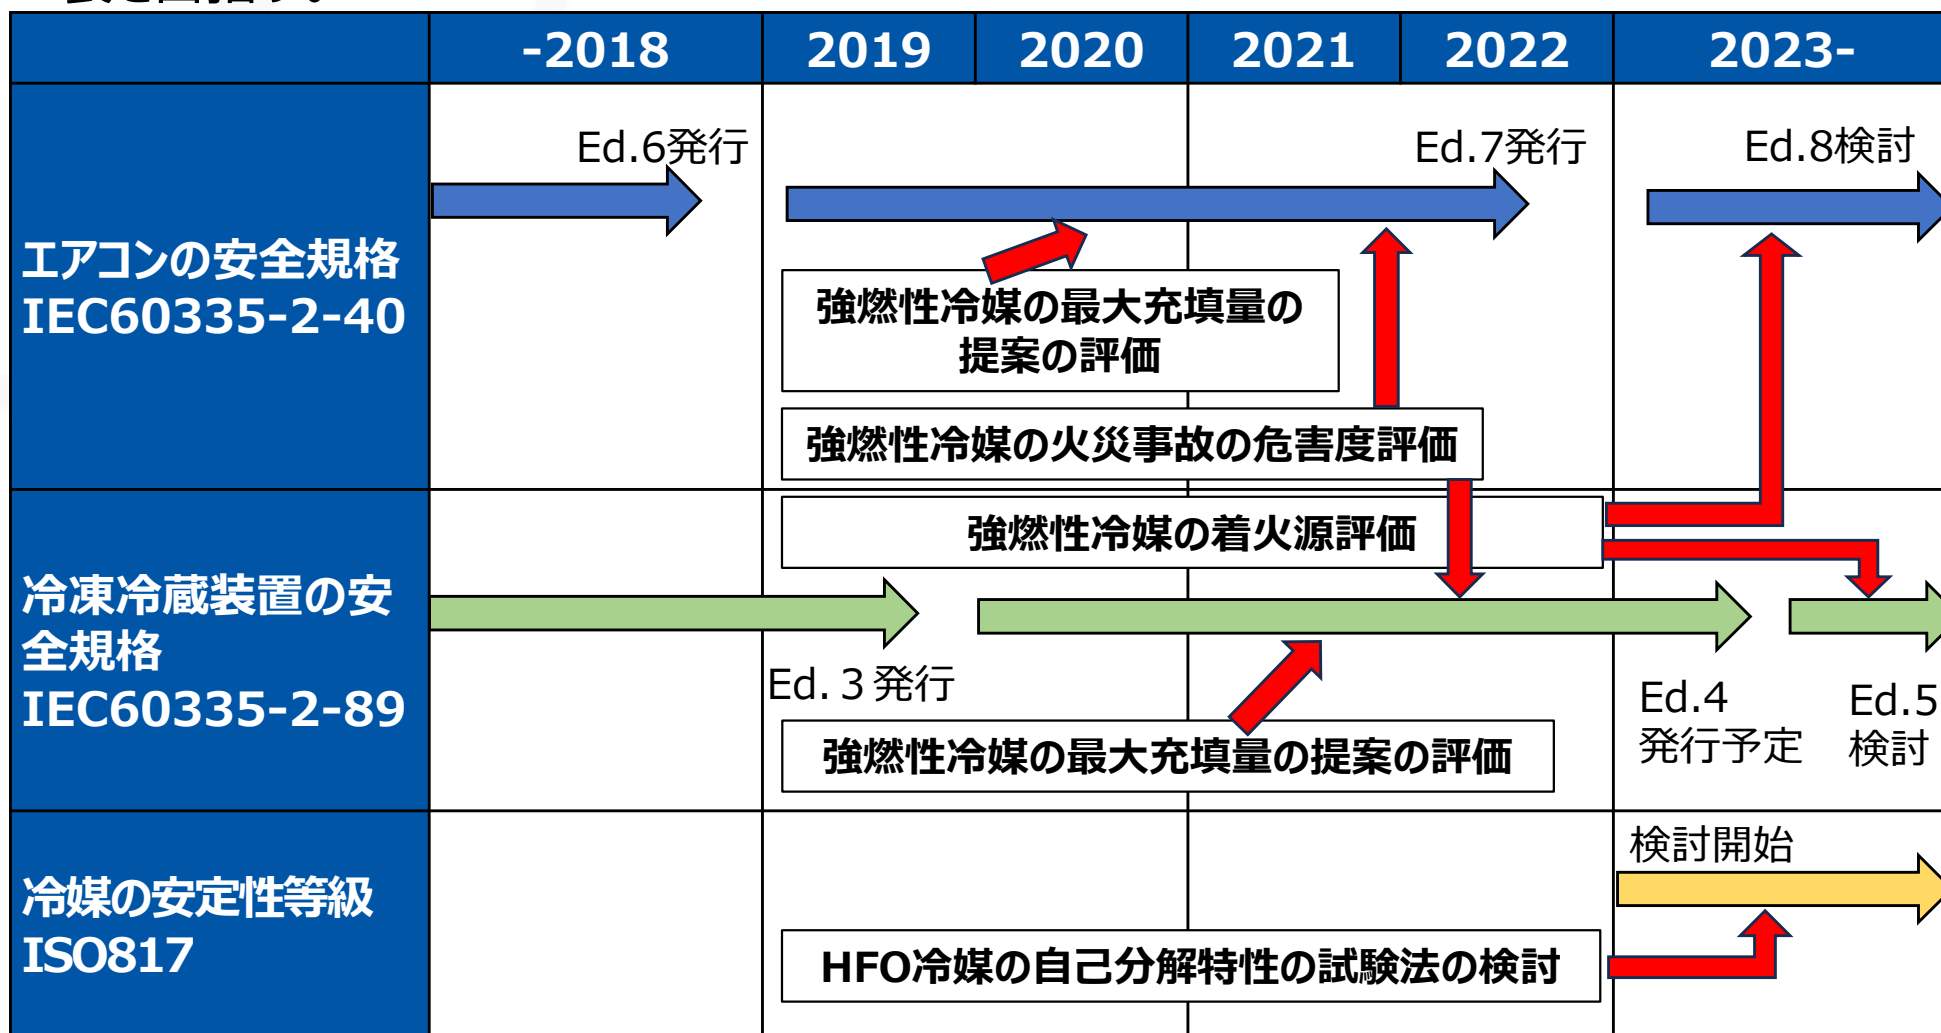 -2018 2019 2020 2021 2022 2023-
エアコンの安全規格
IEC60335-2-40
Ed.6発行
Ed.7発行
Ed.8検討
強燃性冷媒の最大充填量の
提案の評価
強燃性冷媒の火災事故の危害度評価
強燃性冷媒の着火源評価
冷凍冷蔵装置の安
全規格
IEC60335-2-89
Ed.３発行
Ed.4
発行予定
Ed.5
検討
強燃性冷媒の最大充填量の提案の評価
冷媒の安定性等級
ISO817
検討開始
HFO冷媒の自己分解特性の試験法の検討